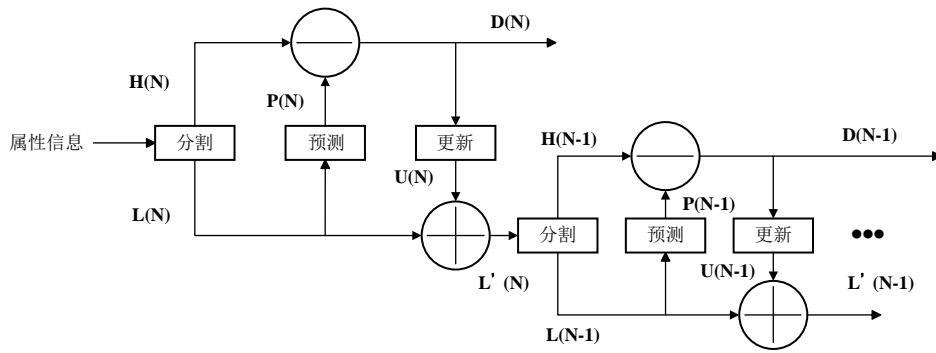 D(N)
H(N)
P(N)
属性信息
分割
预测
更新
U(N)
L(N)
L'(N)
H(N-1)
D(N-1)
P(N-1)
分割
预测
更新
•••
U(N-1)
L'(N-1)
L(N-1)